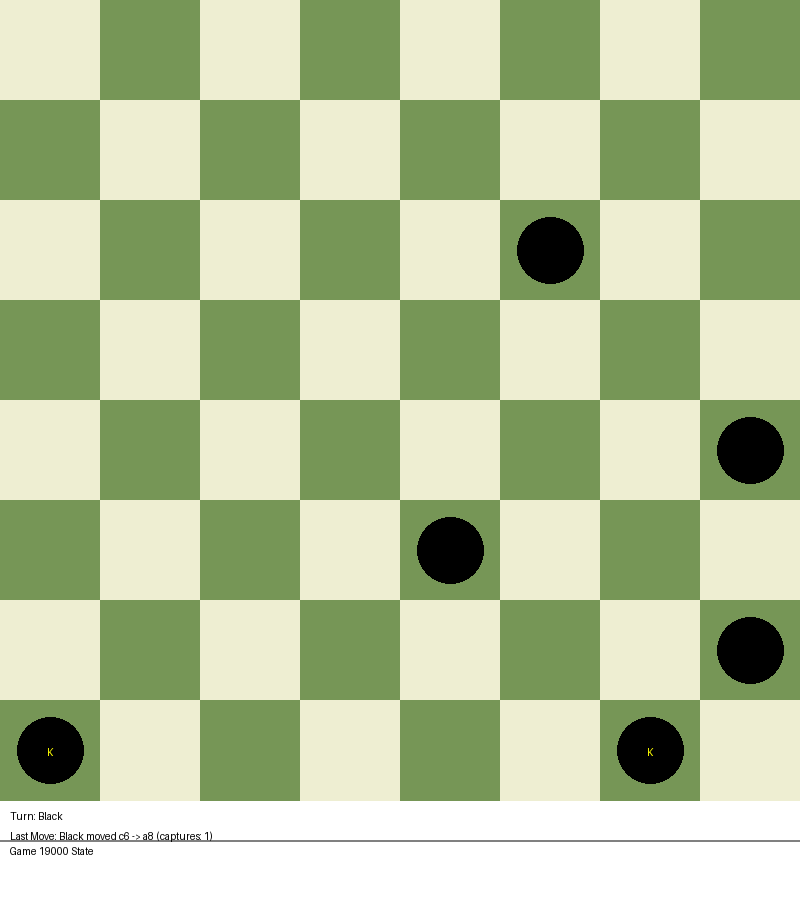 K K
Turn: Black
Last Move: Black moved c6 -> a8 (captures: 1)
Game 19000 State